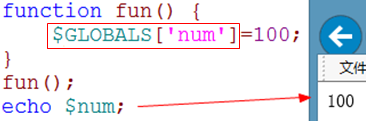 function fun() {
$GLOBALS['num']=100;
}
fun();
echo $num;
文件
100